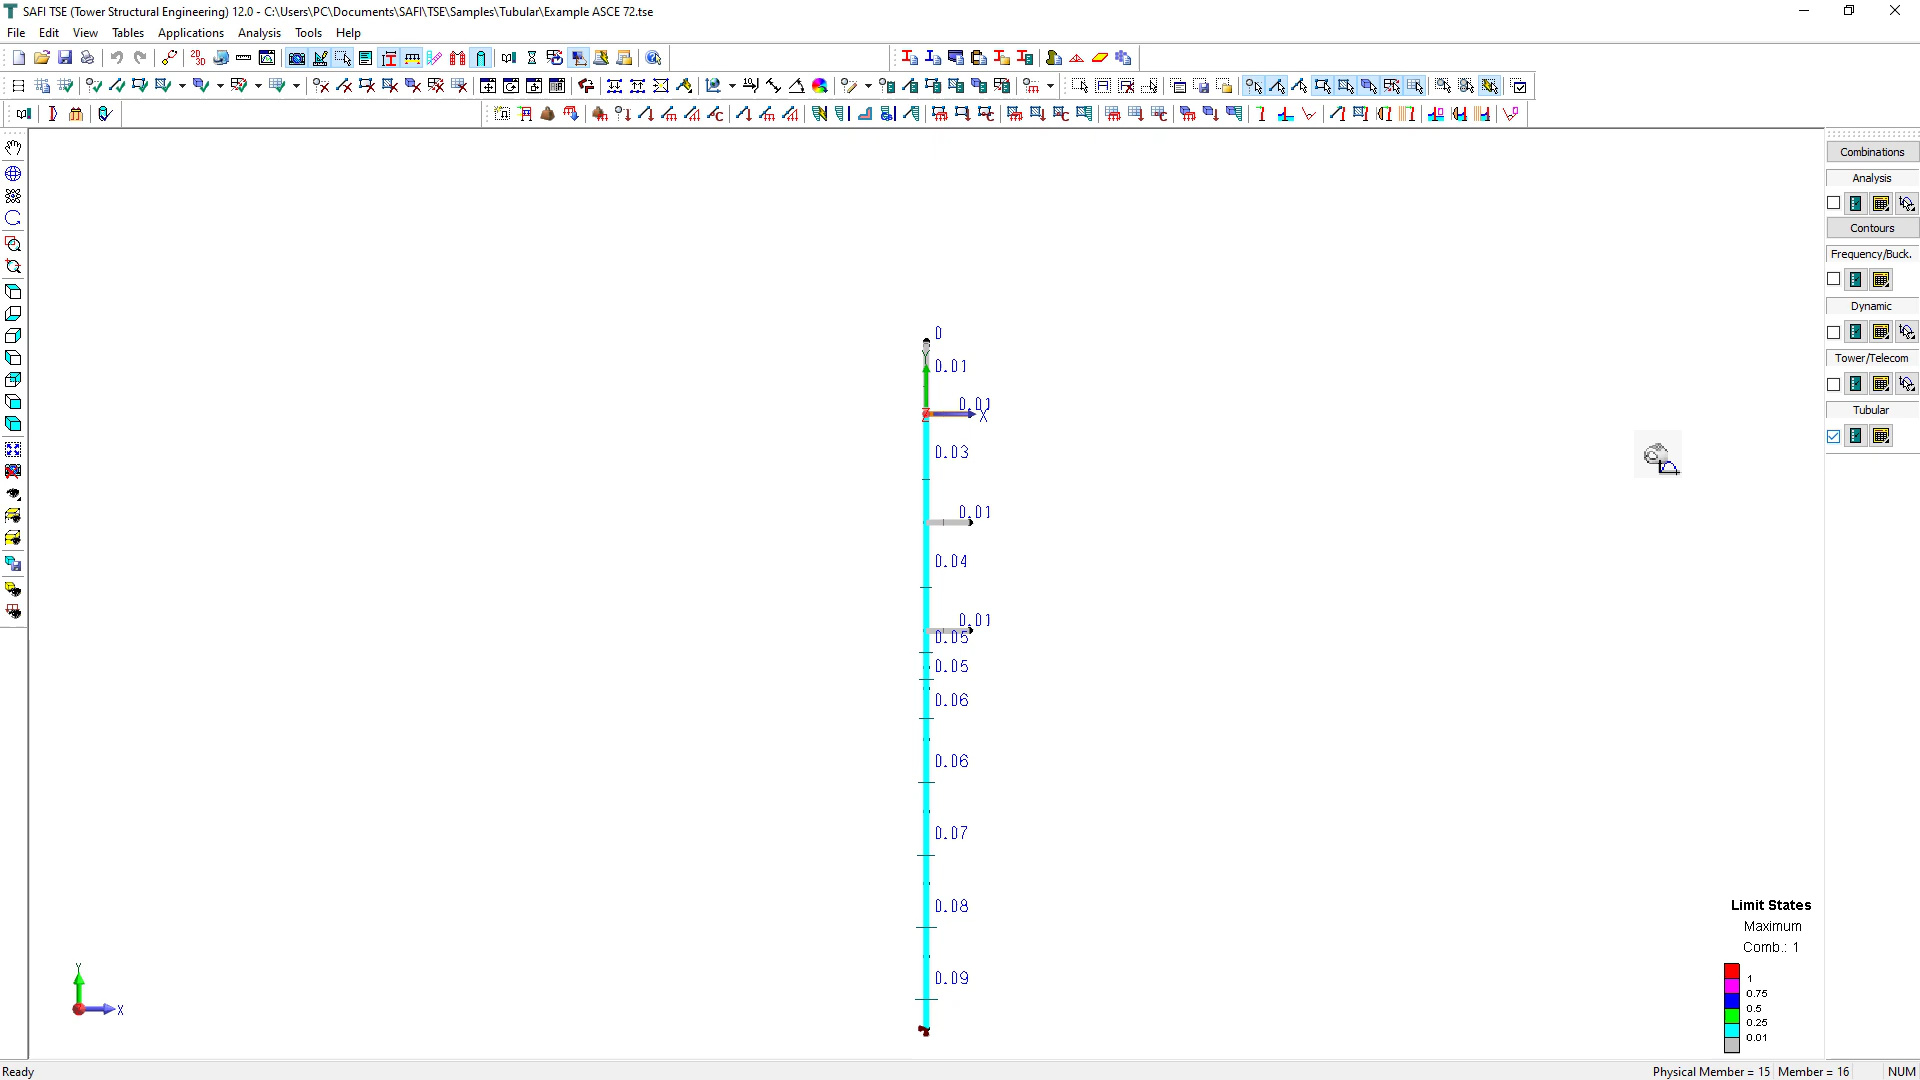 SAFI TSE (Tower Structural Engineering) 12.0 - C:\Users\PC\Documents\SAFI\TSE\Samples\Tubular\Example ASCE 72.tse
File Edit View Tables Applications Analysis Tools Help
Combinations
Analysis
Contours
Frequency/Buck.
Dynamic
Tower/Telecom
Tubular
0
Y
0.01
0.01
Z
X
0.03
0.01
0.04
0.01
0.05
0.05
0.06
0.06
0.07
0.08
0.09
Y
X
Limit States
Maximum
Comb.: 1
1
0.75
0.5
0.25
0.01
Ready
Physical Member = 15 Member = 16 NUM